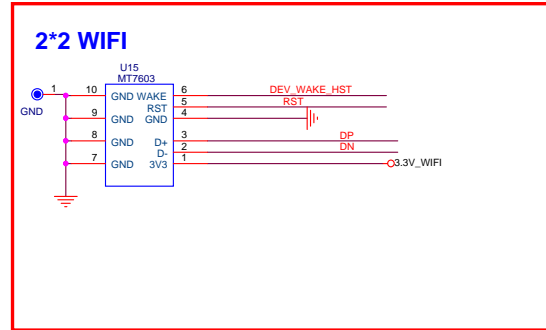 2*2 WIFI
U15
MT7603
1 10 GND WAKE 6 DEV_WAKE_HST
RST 5 RST
GND 9 GND GND 4
8 GND D+ 3 DP
D- 2 DN
7 GND 3V3 1 3.3V_WIFI